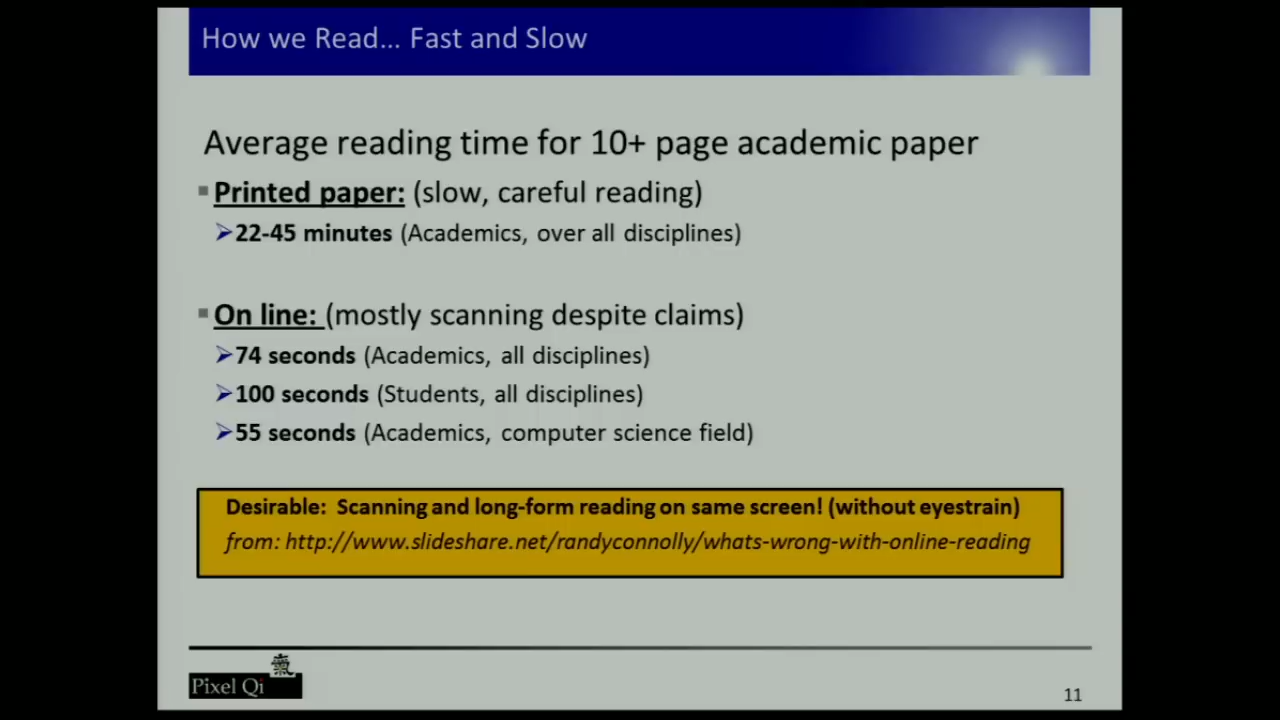 How we Read... Fast and Slow
Average reading time for 10+ page academic paper
Printed paper: (slow, careful reading)
22-45 minutes (Academics, over all disciplines)
On line: (mostly scanning despite claims)
74 seconds (Academics, all disciplines)
100 seconds (Students, all disciplines)
55 seconds (Academics, computer science field)
Desirable: Scanning and long-form reading on same screen! (without eyestrain)
from: http://www.slideshare.net/randyconnolly/whats-wrong-with-online-reading
氣
Pixel Qi
11